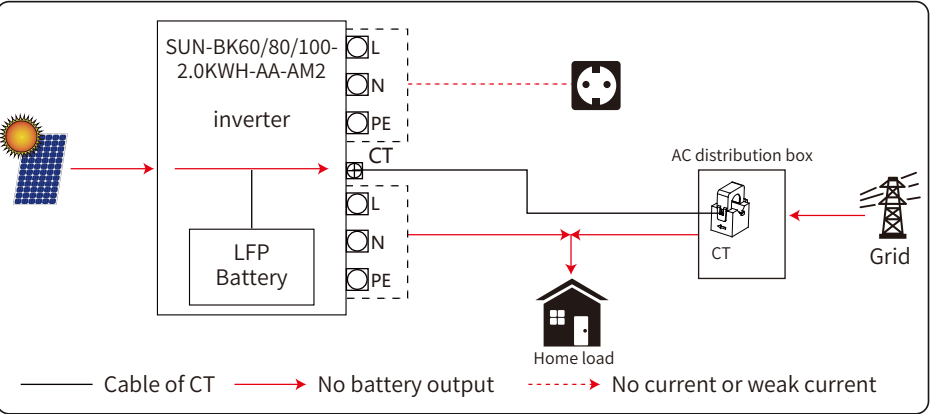 SUN-BK60/80/100-
2.0KWH-AA-AM2
inverter
L
N
PE
CT
L
N
PE
LFP
Battery
AC distribution box
CT
Grid
Home load
Cable of CT
No battery output
No current or weak current